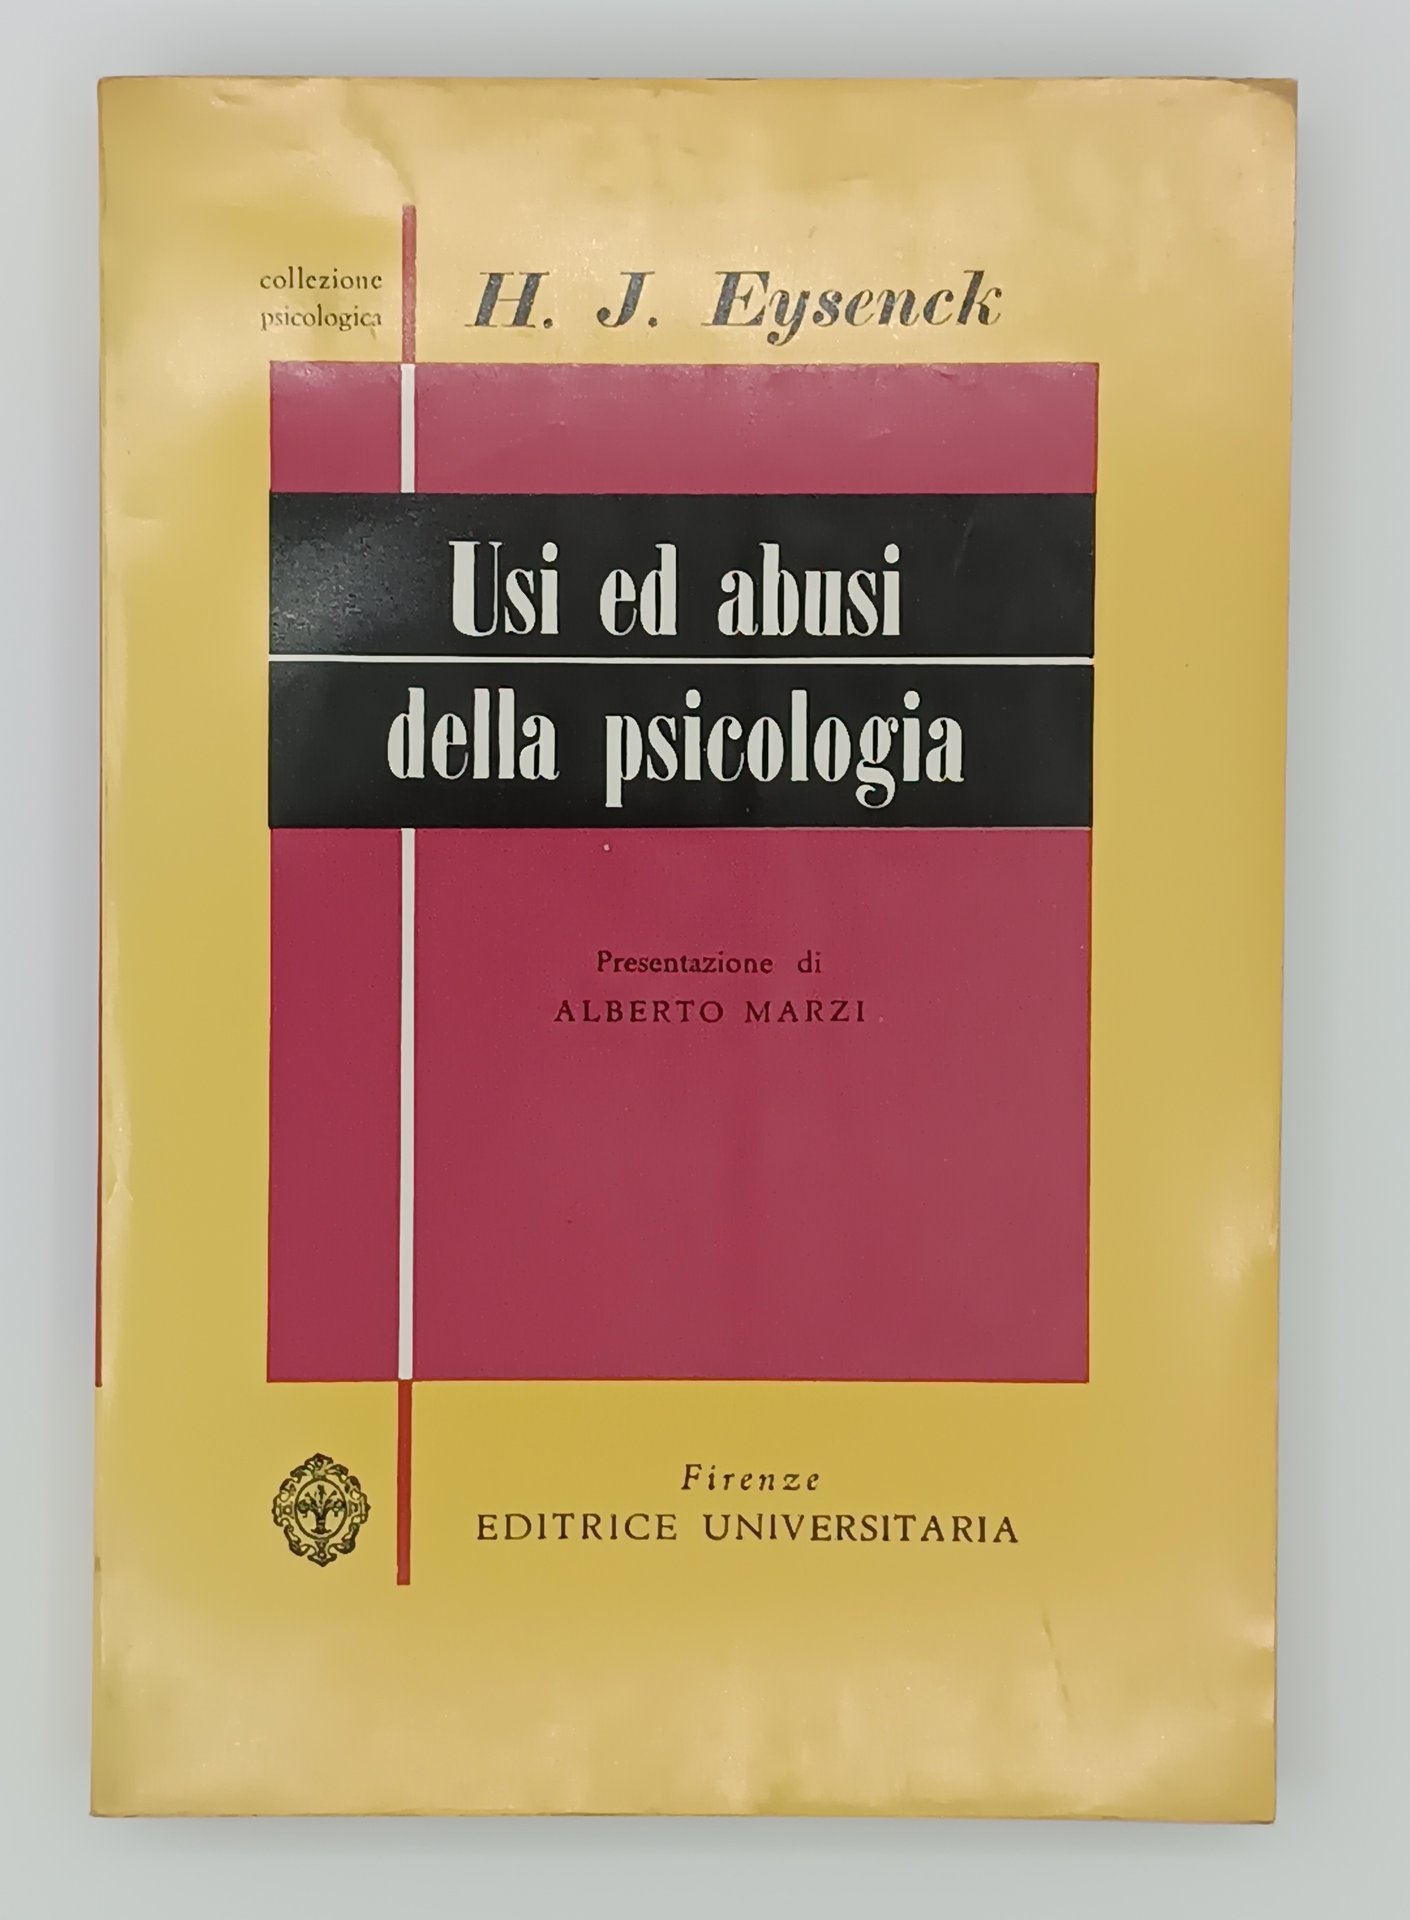 collezione
psicologica
H. J. Eysenck
Usi ed abusi
della psicologia
Presentazione di
ALBERTO MARZI
Firenze
EDITRICE UNIVERSITARIA